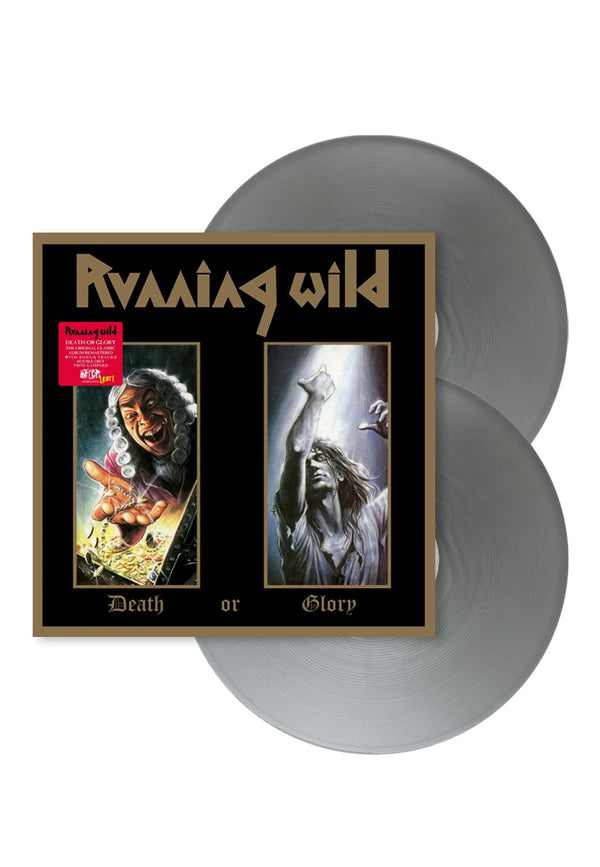 Running Wild
Running Wild
DEATH OR GLORY
THE ORIGINAL CLASSIC
ALBUM REMASTERED
WITH BONUS TRACKS
DOUBLE GREY
VINYL GATEFOLD
Death or Glory